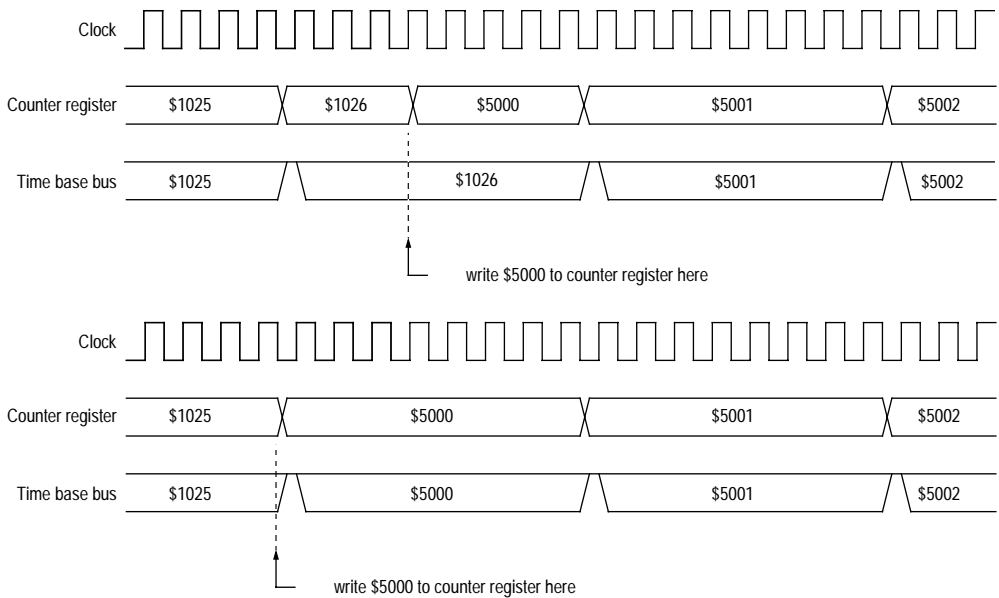 Clock
Counter register $1025 $1026 $5000 $5001 $5002
Time base bus $1025 $1026 $5001 $5002
write $5000 to counter register here
Clock
Counter register $1025 $5000 $5001 $5002
Time base bus $1025 $5000 $5001 $5002
write $5000 to counter register here